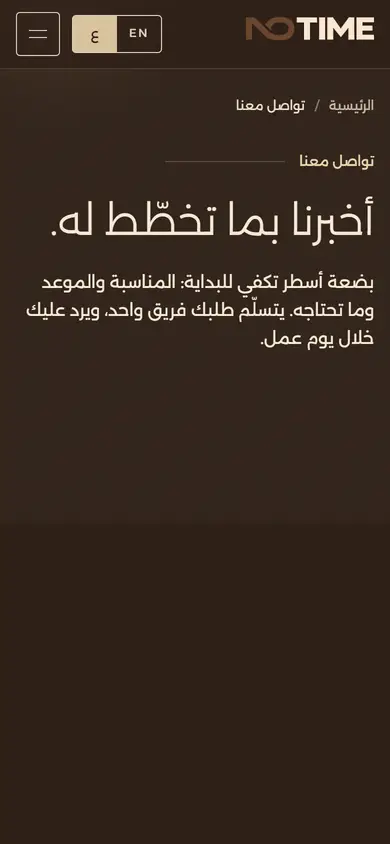 NOTIME
EN
ع
الرئيسية / تواصل معنا
تواصل معنا
أخبرنا بما تخطّط له.
بضعة أسطر تكفي للبداية: المناسبة والموعد
وما تحتاجه. يتسلّم طلبك فريق واحد، ويرد عليك
خلال يوم عمل.